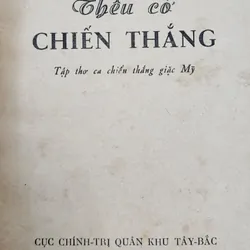 Thêu cờ
CHIẾN THẮNG
Tập thơ ca chiến thắng giặc Mỹ
CỤC CHÍNH-TRỊ QUÂN KHU TÂY-BẮC